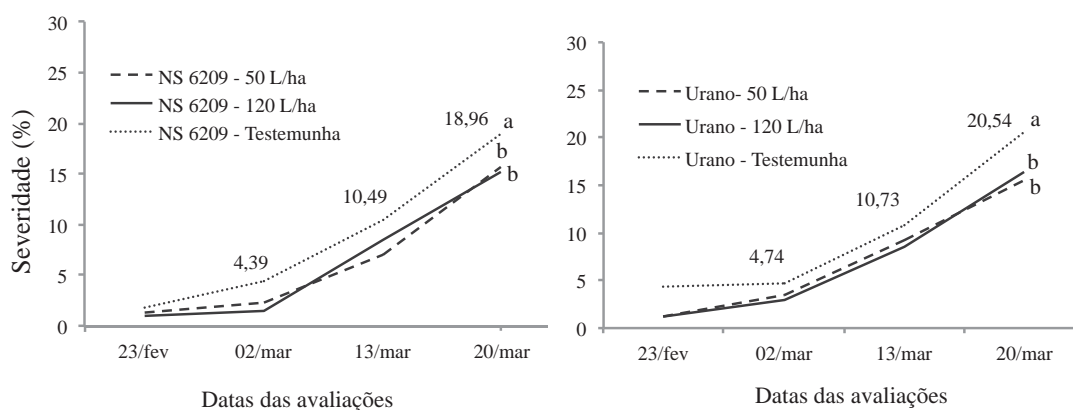 Severidade (%)
30
25
20
15
10
5
0
NS 6209 - 50 L/ha
NS 6209 - 120 L/ha
NS 6209 - Testemunha
4,39
10,49
18,96
a
b
b
23/fev
02/mar
13/mar
20/mar
Datas das avaliações
30
25
20
15
10
5
0
Urano- 50 L/ha
Urano - 120 L/ha
Urano - Testemunha
4,74
10,73
20,54
a
b
b
23/fev
02/mar
13/mar
20/mar
Datas das avaliações